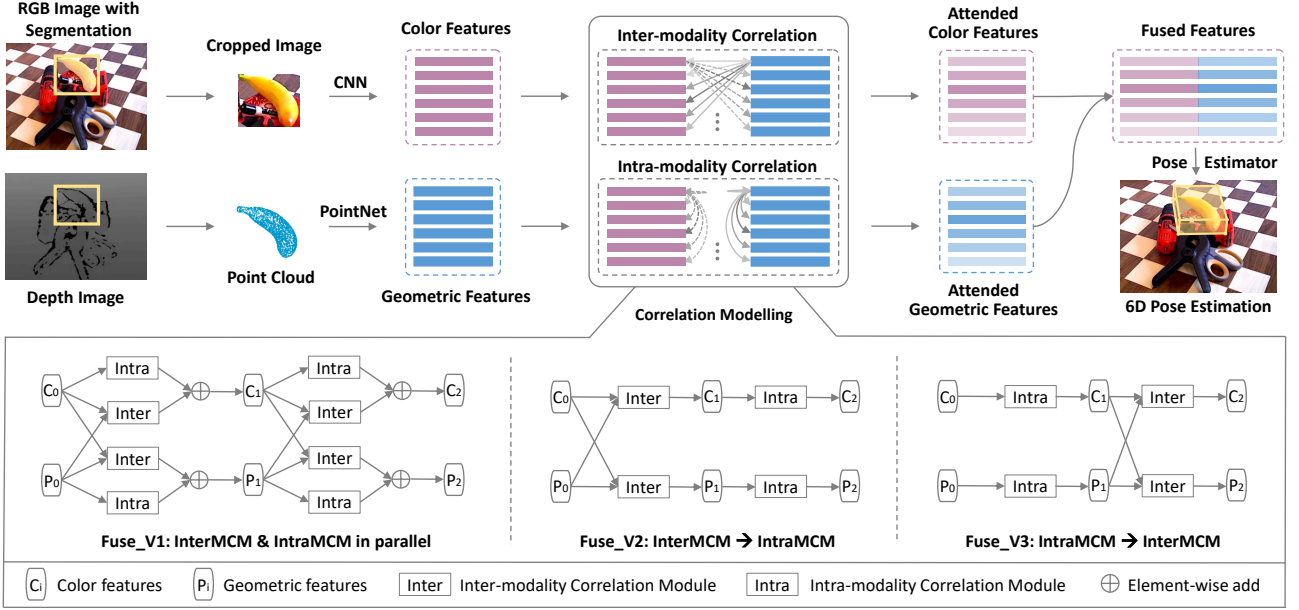 RGB Image with
Segmentation
Cropped Image
CNN
Color Features
Inter-modality Correlation
Attended
Color Features
Fused Features
Intra-modality Correlation
Pose Estimator
PointNet
Depth Image
Point Cloud
Geometric Features
Correlation Modelling
Attended
Geometric Features
6D Pose Estimation
C₀ Intra C₁ Intra C₂
Inter Inter
Inter Inter
P₀ Intra P₁ Intra P₂
Fuse_V1: InterMCM & IntraMCM in parallel
C₀ Inter C₁ Intra C₂
P₀ Inter P₁ Intra P₂
Fuse_V2: InterMCM → IntraMCM
C₀ Intra C₁ Inter C₂
P₀ Intra P₁ Inter P₂
Fuse_V3: IntraMCM → InterMCM
Cᵢ Color features Pᵢ Geometric features Inter Inter-modality Correlation Module Intra Intra-modality Correlation Module ⊕ Element-wise add